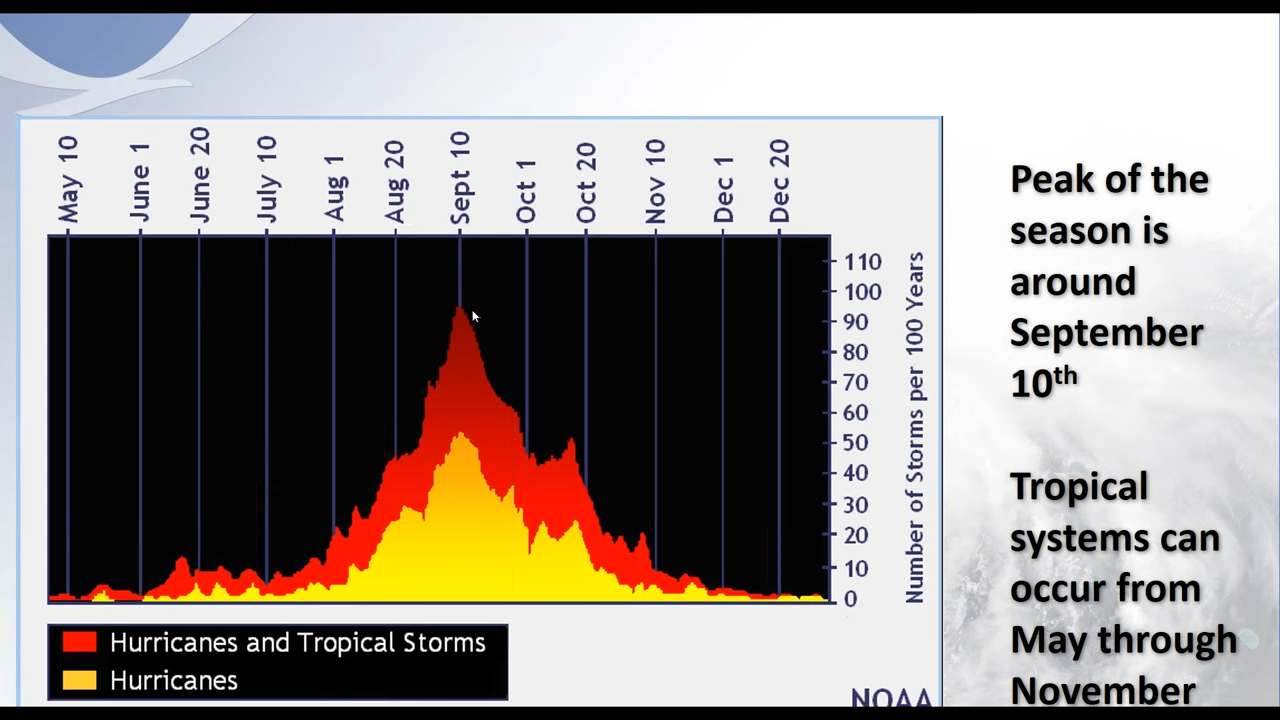 May 10
June 1
June 20
July 10
Aug 1
Aug 20
Sept 10
Oct 1
Oct 20
Nov 10
Dec 1
Dec 20
110
100
90
80
70
60
50
40
30
20
10
0
Number of Storms per 100 Years
Hurricanes and Tropical Storms
Hurricanes
NOAA
Peak of the
season is
around
September
10th
Tropical
systems can
occur from
May through
November